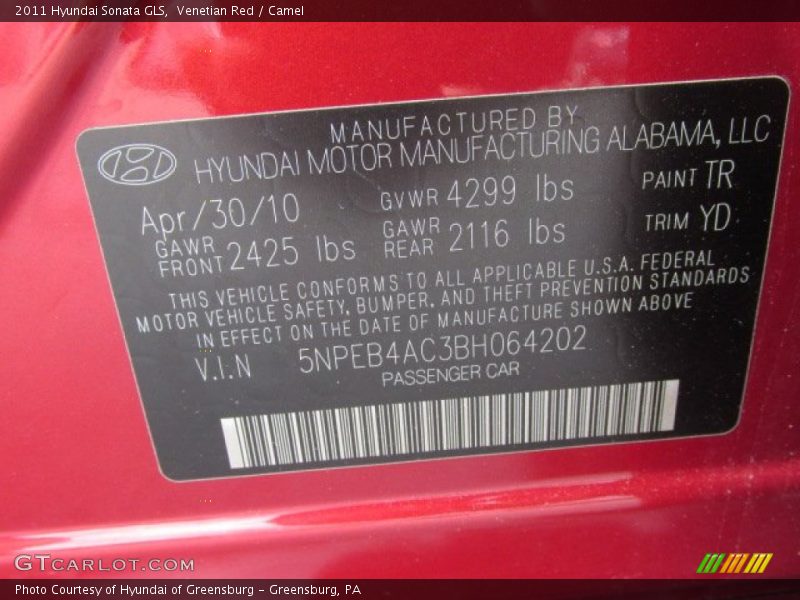 2011 Hyundai Sonata GLS, Venetian Red / Camel
MANUFACTURED BY
HYUNDAI MOTOR MANUFACTURING ALABAMA, LLC
Apr/30/10 GVWR 4299 lbs PAINT TR
GAWR FRONT 2425 lbs GAWR REAR 2116 lbs TRIM YD
THIS VEHICLE CONFORMS TO ALL APPLICABLE U.S.A. FEDERAL
MOTOR VEHICLE SAFETY, BUMPER, AND THEFT PREVENTION STANDARDS
IN EFFECT ON THE DATE OF MANUFACTURE SHOWN ABOVE
V.I.N 5NPEB4AC3BH064202
PASSENGER CAR
GTCARLOT.COM
Photo Courtesy of Hyundai of Greensburg - Greensburg, PA